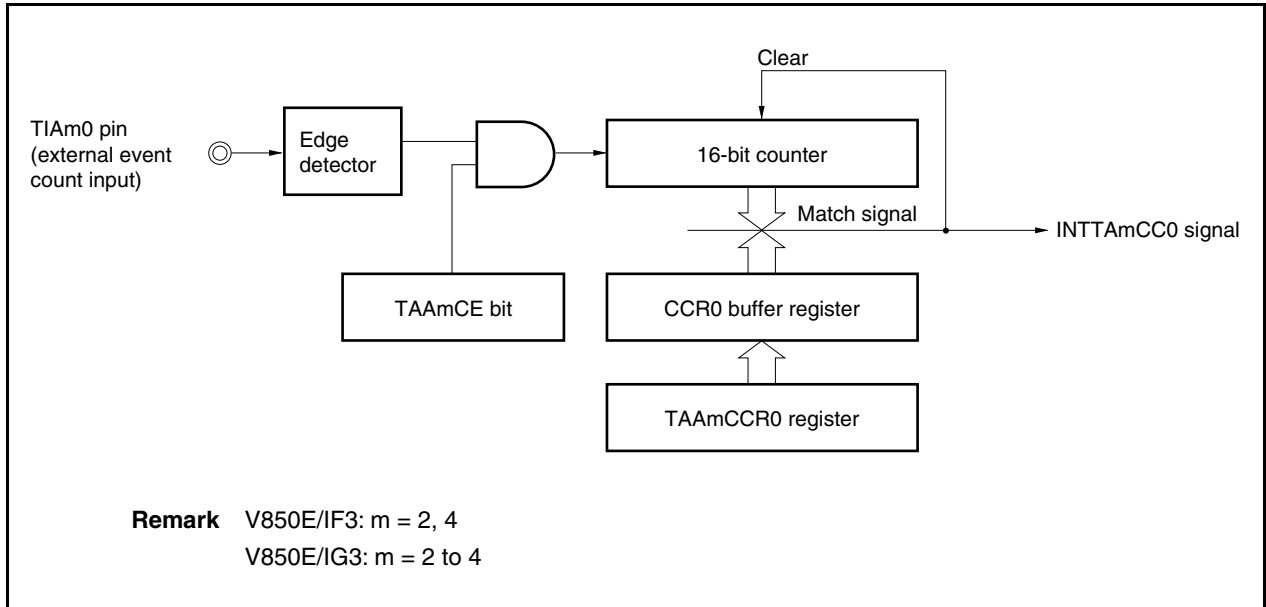 Clear
TIAm0 pin
(external event
count input)
Edge
detector
16-bit counter
Match signal
INTTAmCC0 signal
TAAmCE bit
CCR0 buffer register
TAAmCCR0 register
Remark V850E/IF3: m = 2, 4
V850E/IG3: m = 2 to 4